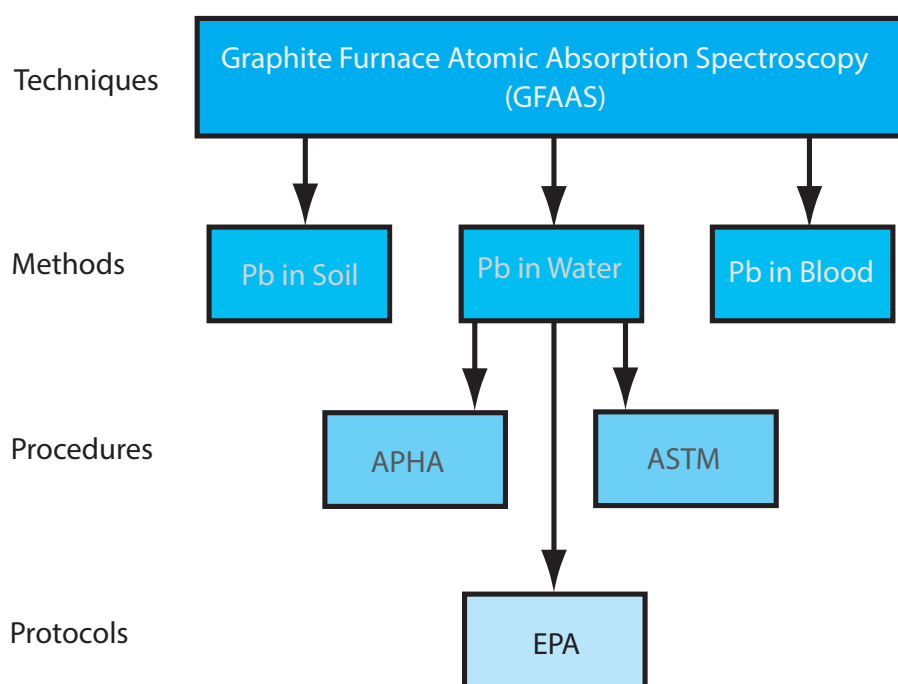 Techniques
Graphite Furnace Atomic Absorption Spectroscopy
(GFAAS)
Methods
Pb in Soil
Pb in Water
Pb in Blood
Procedures
APHA
ASTM
Protocols
EPA